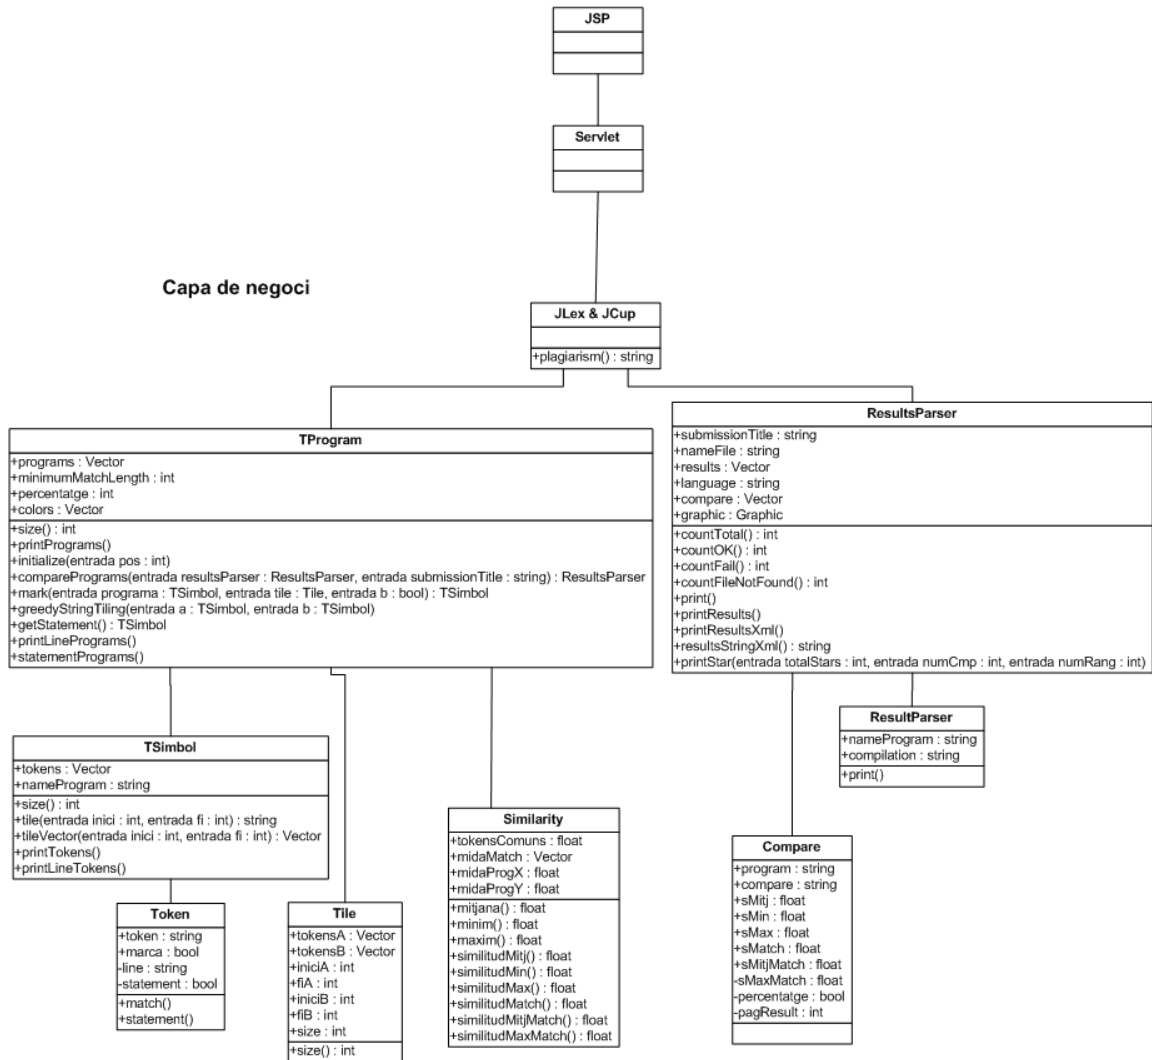 JSP
Servlet
Capa de negoci
JLex & JCup
+plagiarism() : string
TProgram
+programs : Vector
+minimumMatchLength : int
+percentatge : int
+colors : Vector
+size() : int
+printPrograms()
+initialize(entrada pos : int)
+comparePrograms(entrada resultsParser : ResultsParser, entrada submissionTitle : string) : ResultsParser
+mark(entrada programa : TSimbol, entrada tile : Tile, entrada b : bool) : TSimbol
+greedyStringTiling(entrada a : TSimbol, entrada b : TSimbol)
+getStatement() : TSimbol
+printLinePrograms()
+statementPrograms()
ResultsParser
+submissionTitle : string
+nameFile : string
+results : Vector
+language : string
+compare : Vector
+graphic : Graphic
+countTotal() : int
+countOK() : int
+countFail() : int
+countFileNotFound() : int
+print()
+printResults()
+printResultsXml()
+resultsStringXml() : string
+printStar(entrada totalStars : int, entrada numCmp : int, entrada numRang : int)
ResultParser
+nameProgram : string
+compilation : string
+print()
TSimbol
+tokens : Vector
+nameProgram : string
+size() : int
+tile(entrada inici : int, entrada fi : int) : string
+tileVector(entrada inici : int, entrada fi : int) : Vector
+printTokens()
+printLineTokens()
Similarity
+tokensComuns : float
+midaMatch : Vector
+midaProgX : float
+midaProgY : float
+mitjana() : float
+minim() : float
+maxim() : float
+similitudMitj() : float
+similitudMin() : float
+similitudMax() : float
+similitudMatch() : float
+similitudMitjMatch() : float
+similitudMaxMatch() : float
Compare
+program : string
+compare : string
+sMitj : float
+sMin : float
+sMax : float
+sMatch : float
+sMitjMatch : float
-sMaxMatch : float
-percentatge : bool
-pagResult : int
Token
+token : string
+marca : bool
-line : string
-statement : bool
+match()
+statement()
Tile
+tokensA : Vector
+tokensB : Vector
+iniciA : int
+fiA : int
+iniciB : int
+fiB : int
+size : int
+size() : int